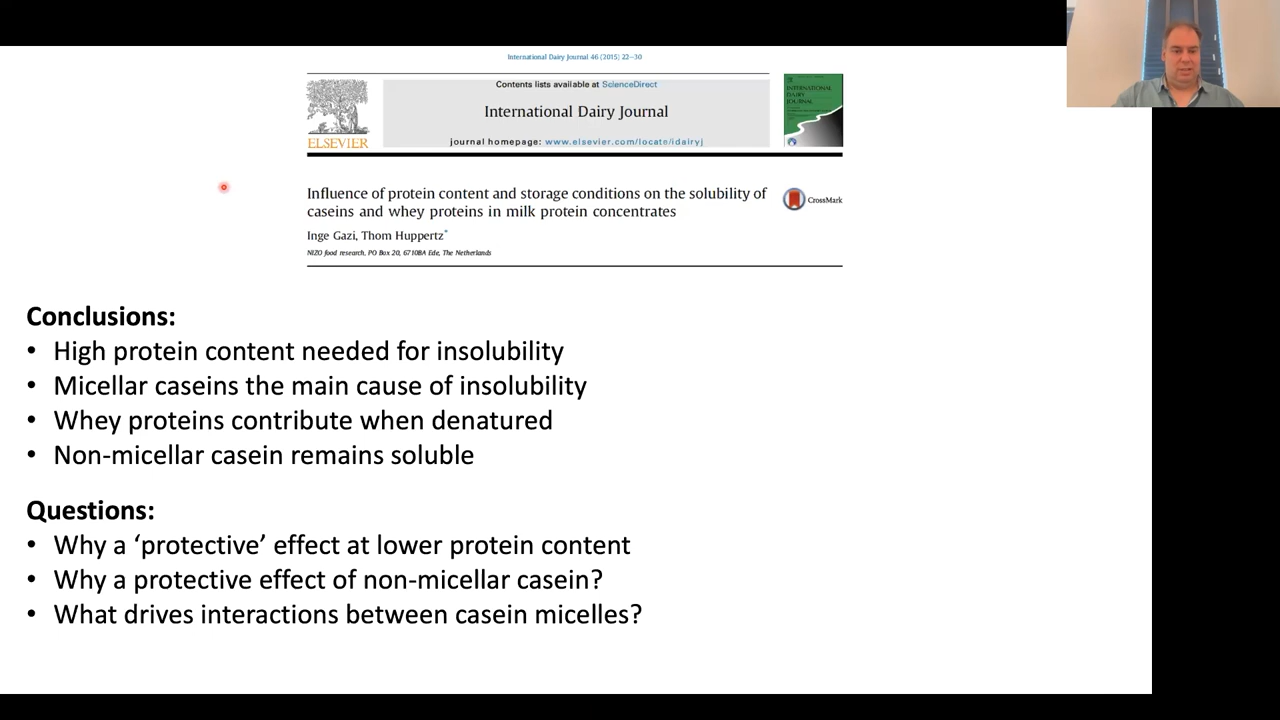 International Dairy Journal 46 (2015) 22–30
Contents lists available at ScienceDirect
International Dairy Journal
journal homepage: www.elsevier.com/locate/idairyj
ELSEVIER
INTERNATIONAL
DAIRY
JOURNAL
Influence of protein content and storage conditions on the solubility of
caseins and whey proteins in milk protein concentrates
CrossMark
Inge Gazi, Thom Huppertz*
NIZO food research, PO Box 20, 6710BA Ede, The Netherlands
Conclusions:
• High protein content needed for insolubility
• Micellar caseins the main cause of insolubility
• Whey proteins contribute when denatured
• Non-micellar casein remains soluble
Questions:
• Why a ‘protective’ effect at lower protein content
• Why a protective effect of non-micellar casein?
• What drives interactions between casein micelles?